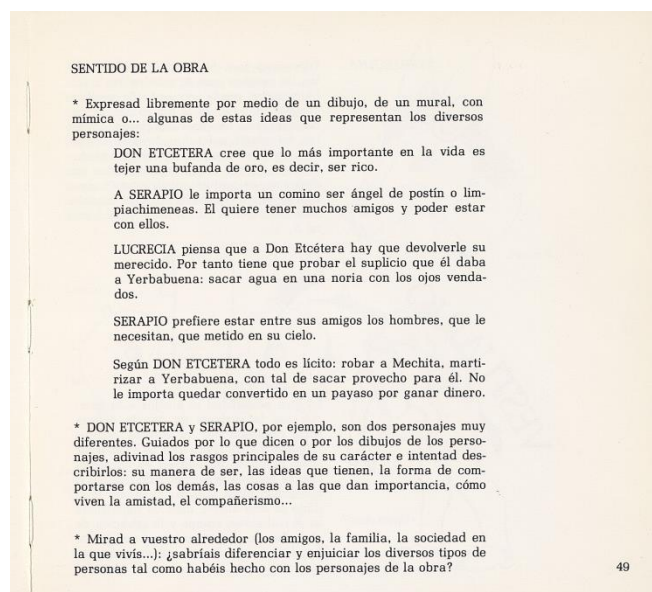 SENTIDO DE LA OBRA
* Expresad libremente por medio de un dibujo, de un mural, con
mímica o... algunas de estas ideas que representan los diversos
personajes:
DON ETCETERA cree que lo más importante en la vida es
tejer una bufanda de oro, es decir, ser rico.
A SERAPIO le importa un comino ser ángel de postín o lim-
piachimeneas. El quiere tener muchos amigos y poder estar
con ellos.
LUCRECIA piensa que a Don Etcétera hay que devolverle su
merecido. Por tanto tiene que probar el suplicio que él daba
a Yerbabuena: sacar agua en una noria con los ojos venda-
dos.
SERAPIO prefiere estar entre sus amigos los hombres, que le
necesitan, que metido en su cielo.
Según DON ETCETERA todo es lícito: robar a Mechita, marti-
rizar a Yerbabuena, con tal de sacar provecho para él. No
le importa quedar convertido en un payaso por ganar dinero.
* DON ETCETERA y SERAPIO, por ejemplo, son dos personajes muy
diferentes. Guiados por lo que dicen o por los dibujos de los perso-
najes, adivinad los rasgos principales de su carácter e intentad des-
cribirlos: su manera de ser, las ideas que tienen, la forma de com-
portarse con los demás, las cosas a las que dan importancia, cómo
viven la amistad, el compañerismo...
* Mirad a vuestro alrededor (los amigos, la familia, la sociedad en
la que vivís...): ¿sabríais diferenciar y enjuiciar los diversos tipos de
personas tal como habéis hecho con los personajes de la obra?
49